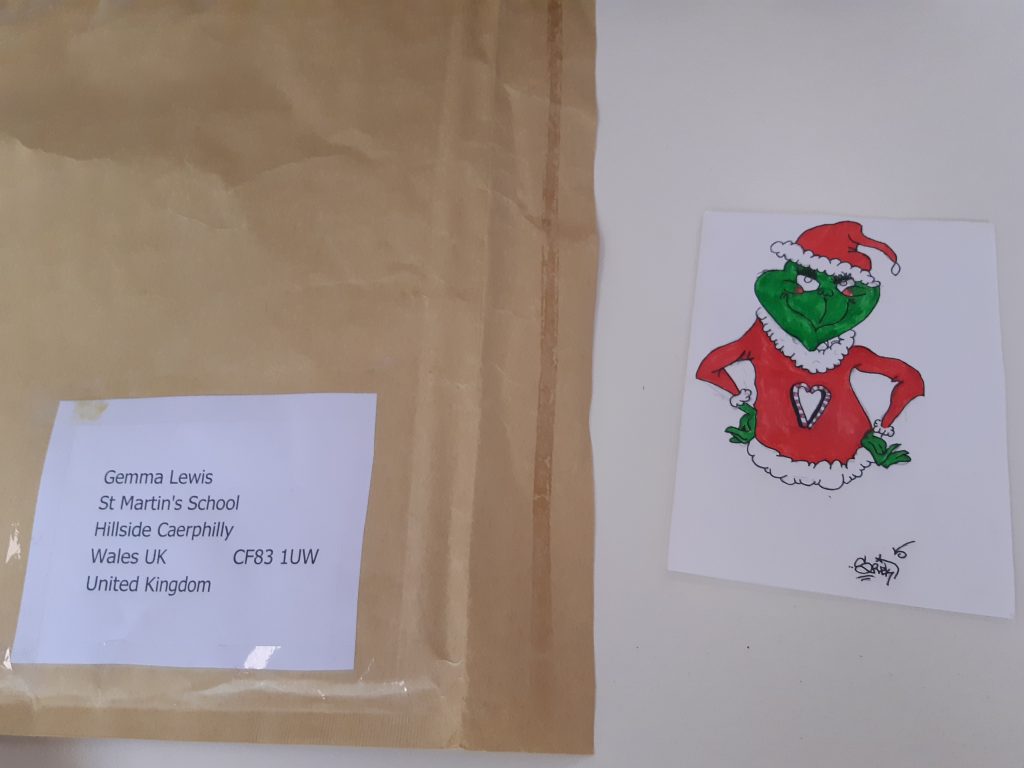 Gemma Lewis
St Martin's School
Hillside Caerphilly
Wales UK CF83 1UW
United Kingdom